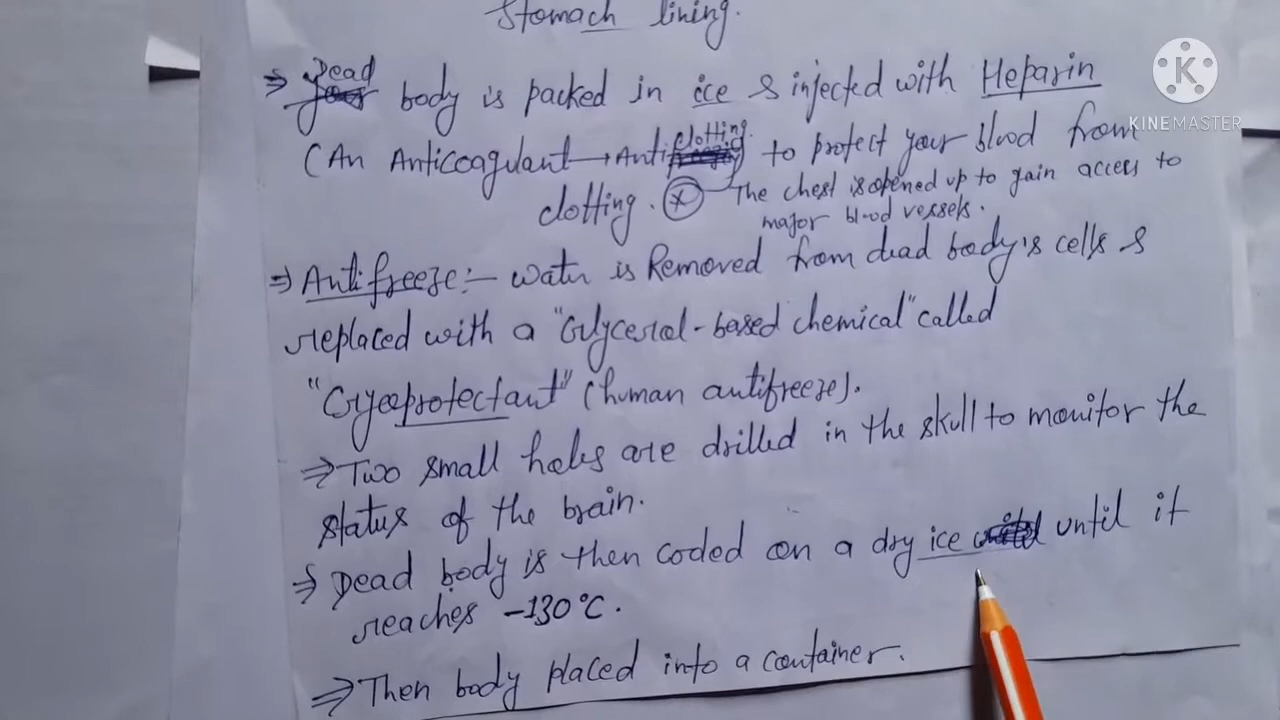 Stomach lining.
⇒ Dead body is packed in ice & injected with Heparin
(An Anticoagulant → Anti clotting) to protect your blood from
clotting. (*) The chest is opened up to gain access to
major blood vessels.
⇒ Antifreeze:- Water is Removed from dead body's cells &
replaced with a "Glycerol-based chemical" called
"Cryoprotectant" (human antifreeze).
⇒ Two small holes are drilled in the skull to monitor the
status of the brain.
⇒ Dead body is then cooled on a dry ice until it
reaches -130°C.
⇒ Then body placed into a container.
K
KINEMASTER